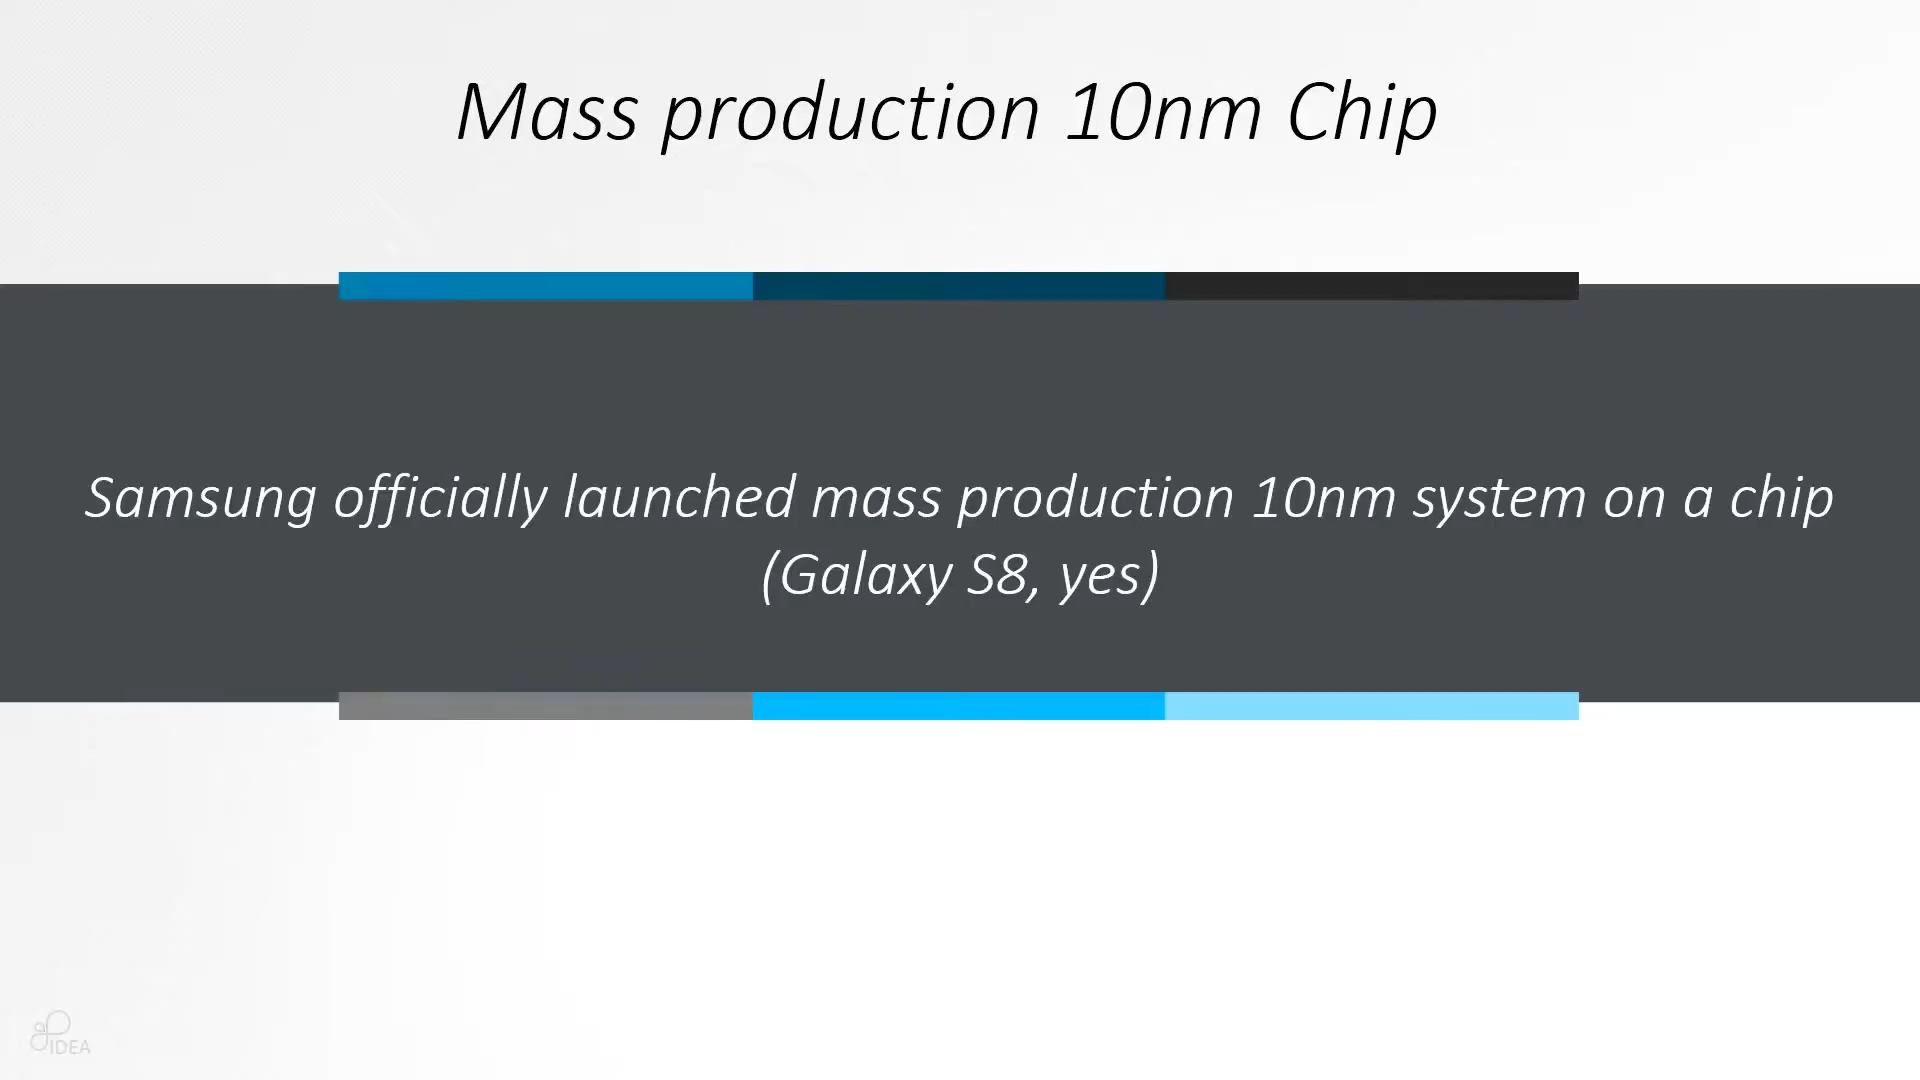 Mass production 10nm Chip
Samsung officially launched mass production 10nm system on a chip
(Galaxy S8, yes)
IDEA